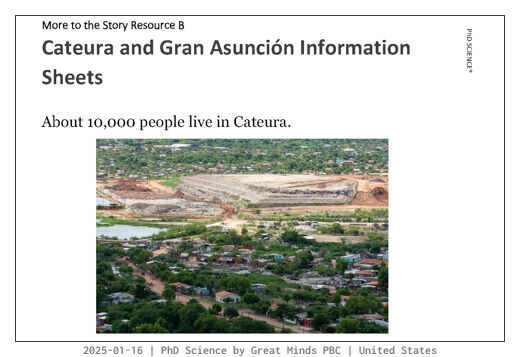 More to the Story Resource B
PhD SCIENCE®
Cateura and Gran Asunción Information
Sheets
About 10,000 people live in Cateura.
2025-01-16 | PhD Science by Great Minds PBC | United States